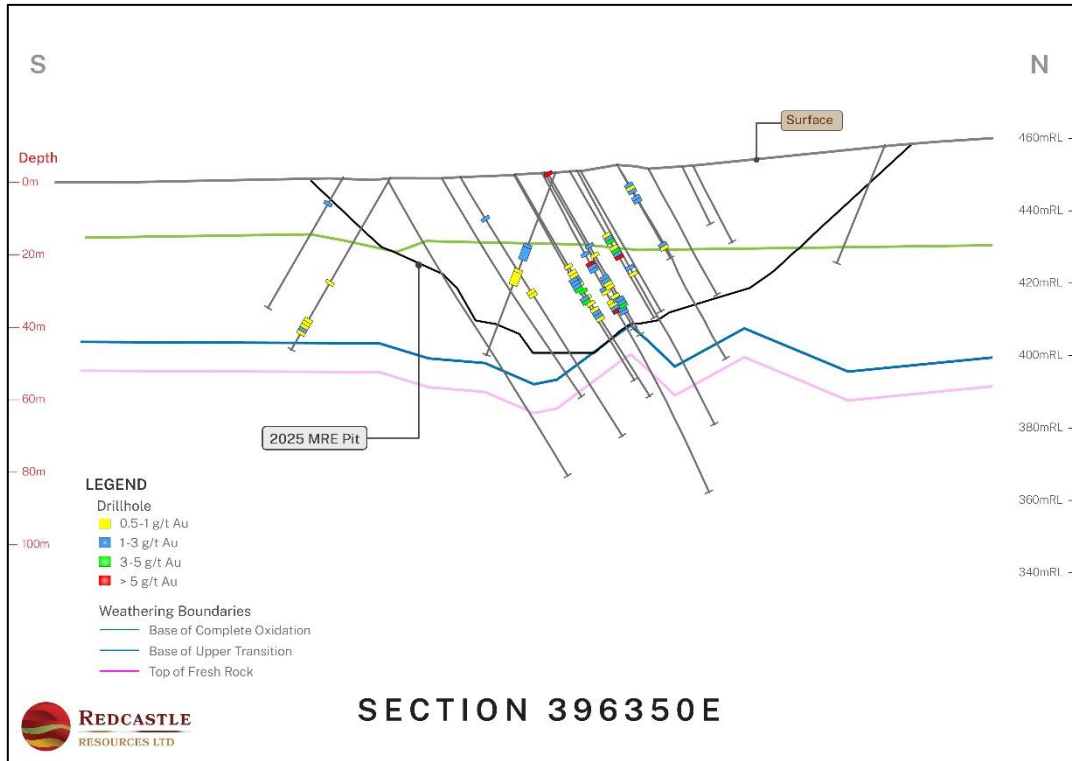 S
N
Surface
Depth
460mRL
0m
440mRL
20m
420mRL
40m
400mRL
60m
2025 MRE Pit
380mRL
80m
LEGEND
360mRL
Drillhole
0.5-1 g/t Au
1-3 g/t Au
100m
3-5 g/t Au
> 5 g/t Au
340mRL
Weathering Boundaries
Base of Complete Oxidation
Base of Upper Transition
Top of Fresh Rock
SECTION 396350E
REDCASTLE
RESOURCES LTD